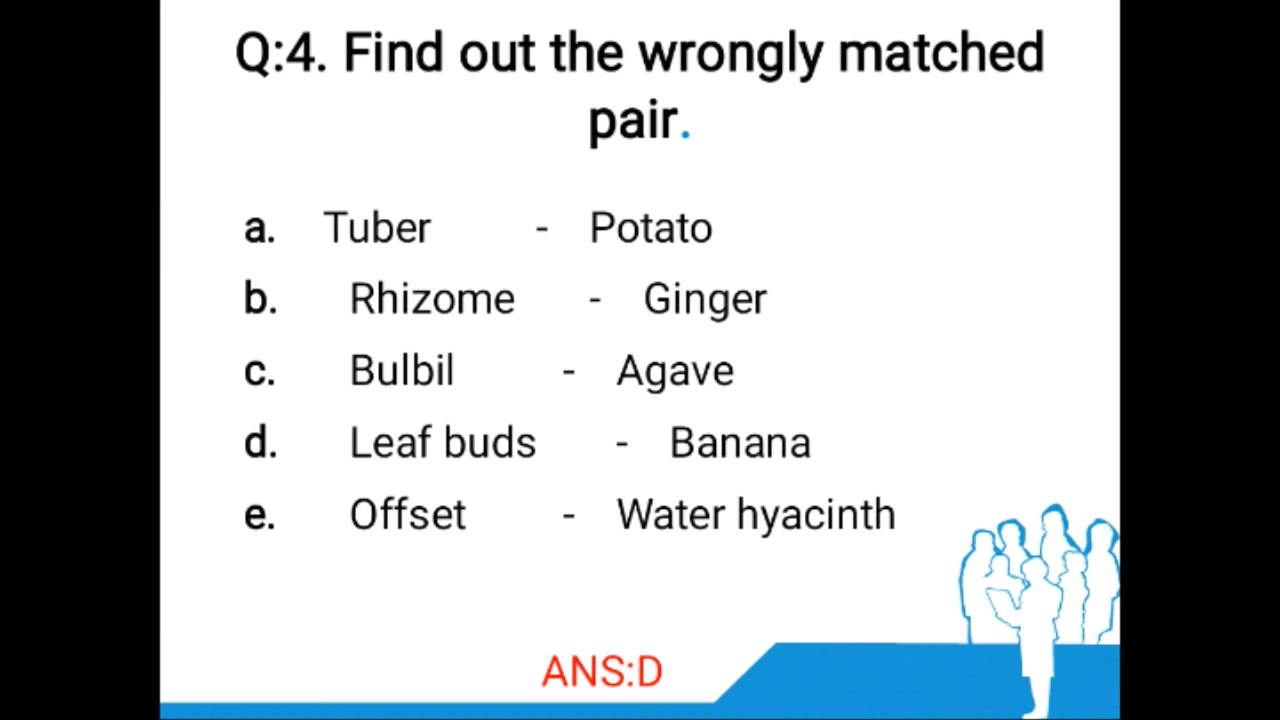 Q:4. Find out the wrongly matched
pair.
a. Tuber - Potato
b. Rhizome - Ginger
c. Bulbil - Agave
d. Leaf buds - Banana
e. Offset - Water hyacinth
ANS:D